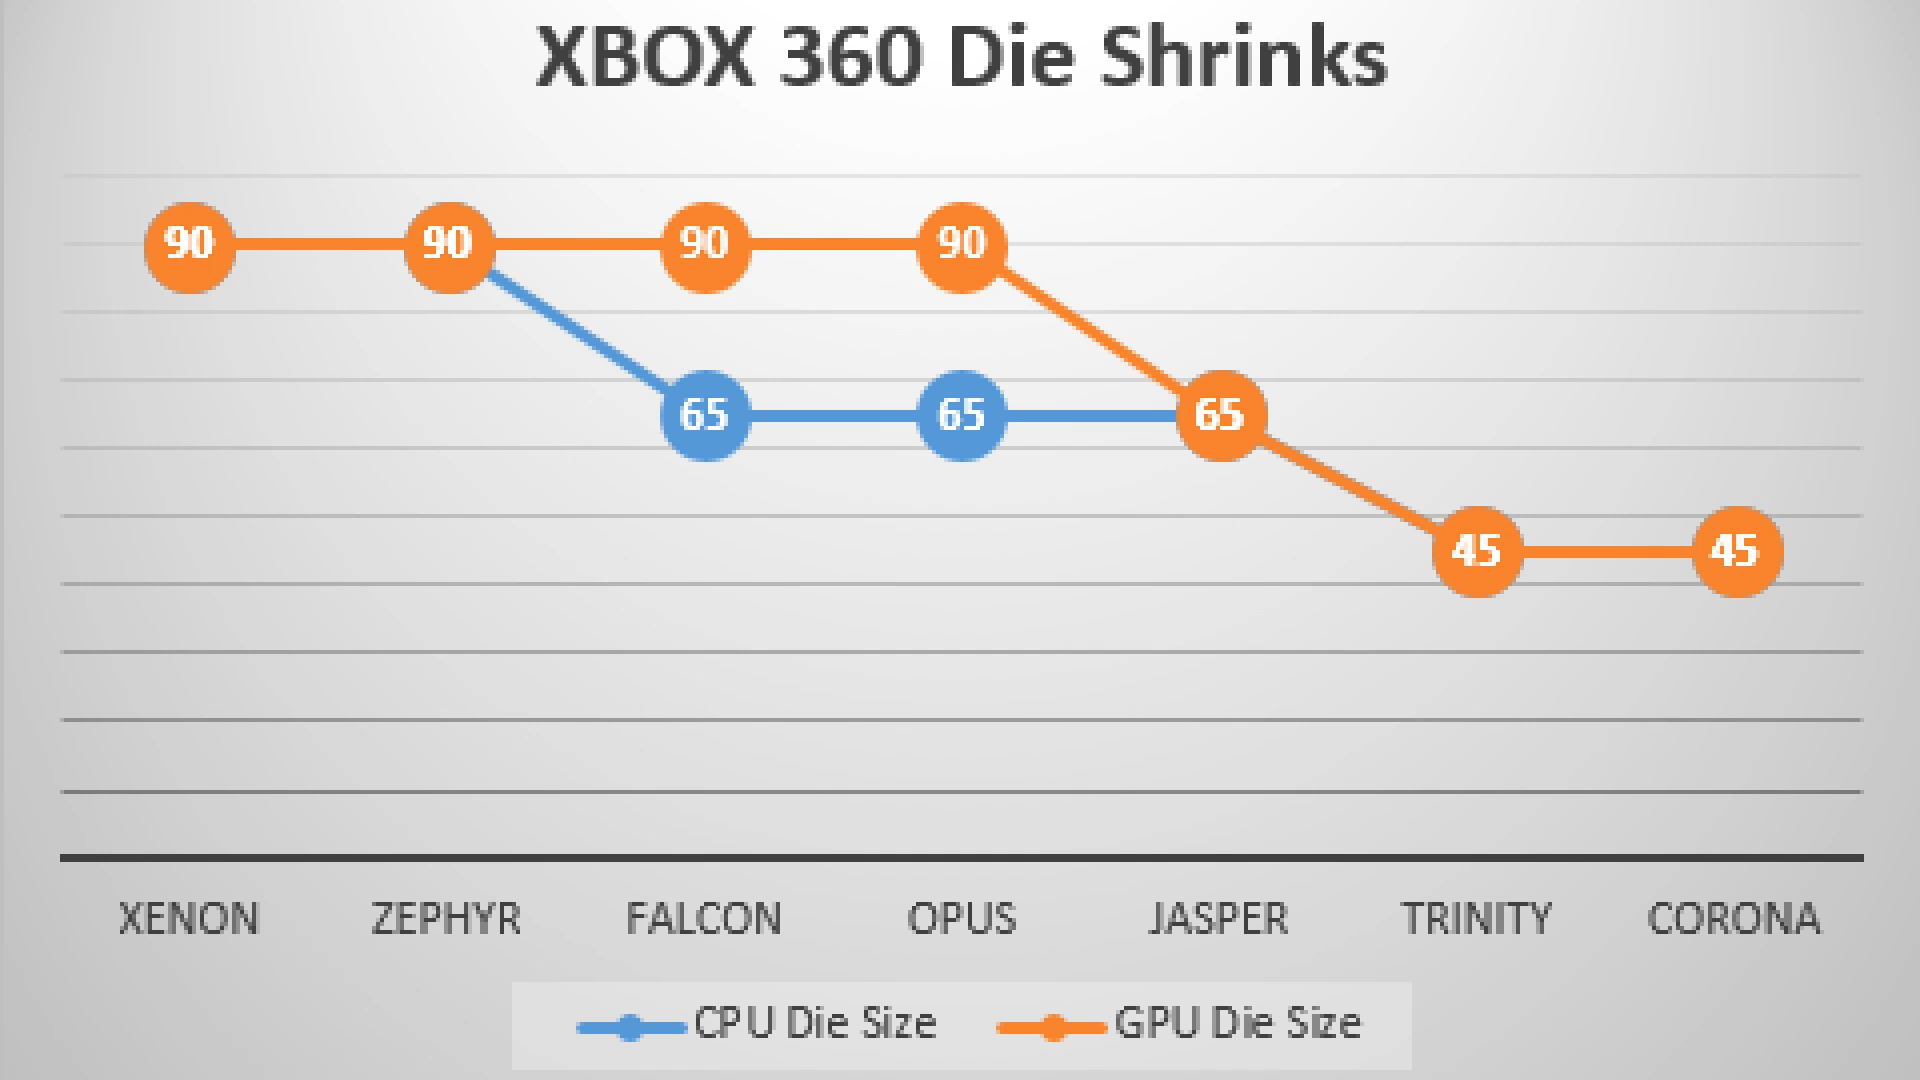 XBOX 360 Die Shrinks
90 90 90 90
65 65 65
45 45
XENON ZEPHYR FALCON OPUS JASPER TRINITY CORONA
CPU Die Size GPU Die Size